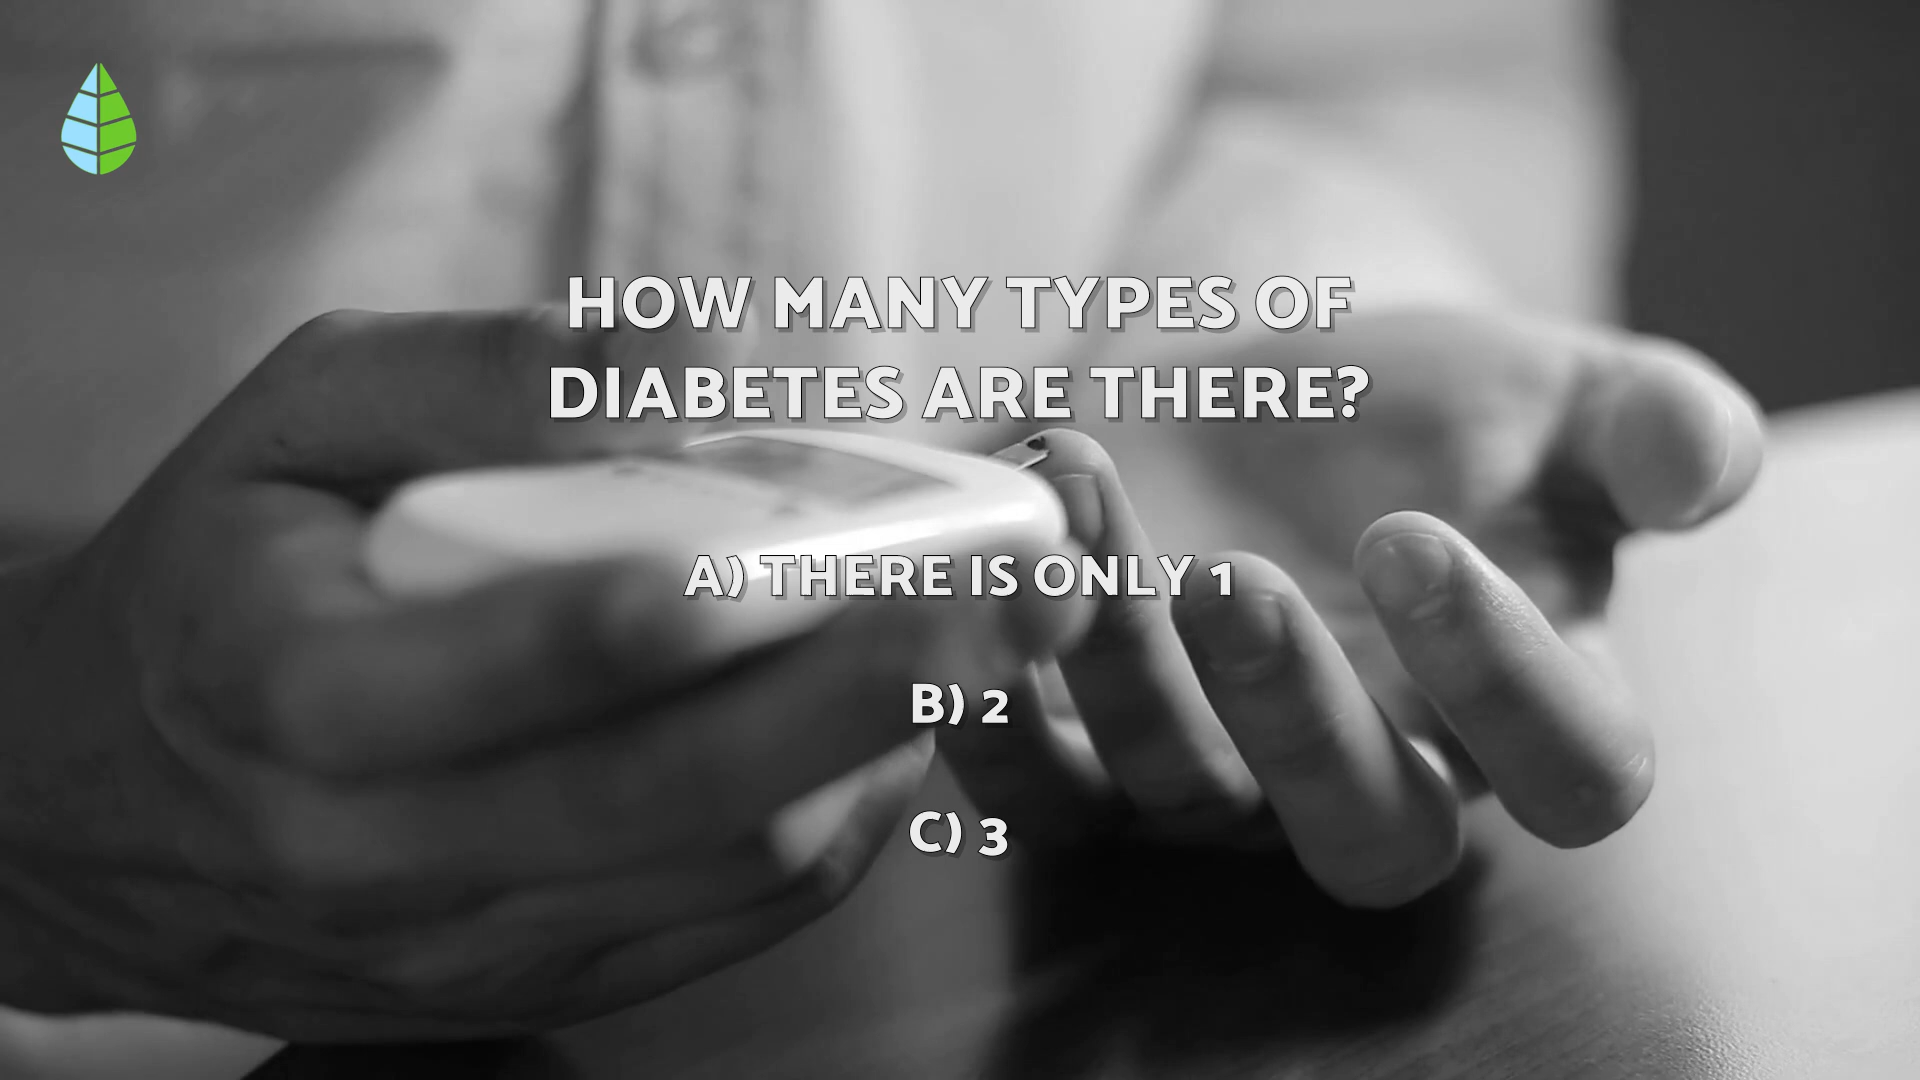 HOW MANY TYPES OF
DIABETES ARE THERE?
A) THERE IS ONLY 1
B) 2
C) 3